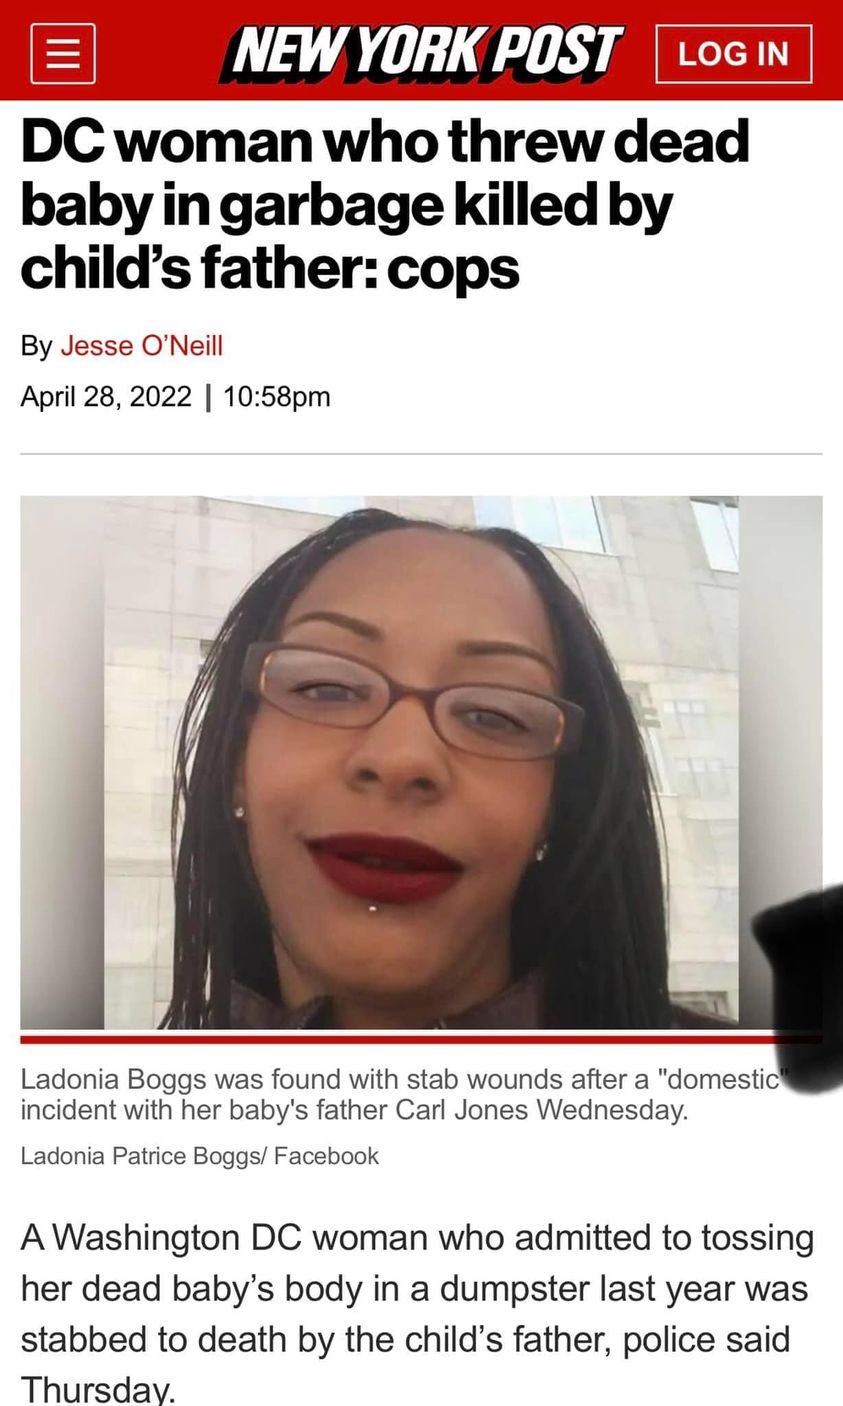 NEW YORK POST
LOG IN
DC woman who threw dead
baby in garbage killed by
child's father: cops
By Jesse O'Neill
April 28, 2022 | 10:58pm
Ladonia Boggs was found with stab wounds after a "domestic"
incident with her baby's father Carl Jones Wednesday.
Ladonia Patrice Boggs/ Facebook
A Washington DC woman who admitted to tossing
her dead baby's body in a dumpster last year was
stabbed to death by the child's father, police said
Thursday.